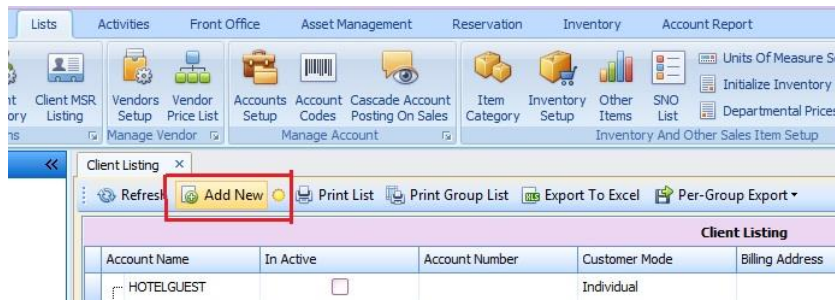 Lists Activities Front Office Asset Management Reservation Inventory Account Report
Client MSR Listing
Vendors Setup
Vendor Price List
Accounts Setup
Account Codes
Cascade Account Posting On Sales
Item Category
Inventory Setup
Other Items
SNO List
Units Of Measure
Initialize Inventory
Departmental Prices
Manage Vendor Manage Account Inventory And Other Sales Item Setup
Client Listing
Refresh Add New Print List Print Group List Export To Excel Per-Group Export
Client Listing
Account Name In Active Account Number Customer Mode Billing Address
HOTELGUEST Individual